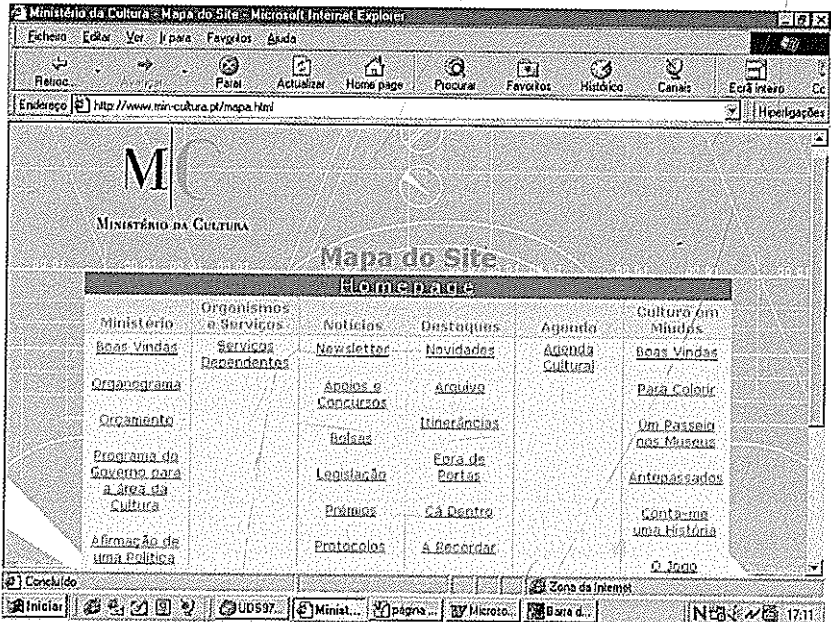 Ministério da Cultura - Mapa do Site - Microsoft Internet Explorer
Ficheiro Editar Ver Ir para Favoritos Ajuda
Parar Actualizar Home page Procurar Favoritos Histórico Canais Ecrã inteiro
Endereço http://www.min-cultura.pt/mapa.html Hiperligações
M C
MINISTÉRIO DA CULTURA
Mapa do Site
Homepage
Ministério
Organismos e Serviços
Notícias
Destaques
Agenda
Cultura em Miúdos
Boas Vindas
Serviços Dependentes
Newsletter
Novidades
Agenda Cultural
Boas Vindas
Organograma
Apoios e Concursos
Arquivo
Para Colorir
Orçamento
Bolsas
Itinerâncias
Um Passeio nos Museus
Programa do Governo para a área da Cultura
Legislação
Fora de Portas
Antepassados
Prémios
Cá Dentro
Conta-me uma História
Afirmação de uma Política
Protocolos
A Recordar
O Jogo
Concluído Zona da Internet
Iniciar UDS97... Minist... página... Microso... Barra d... 17:11